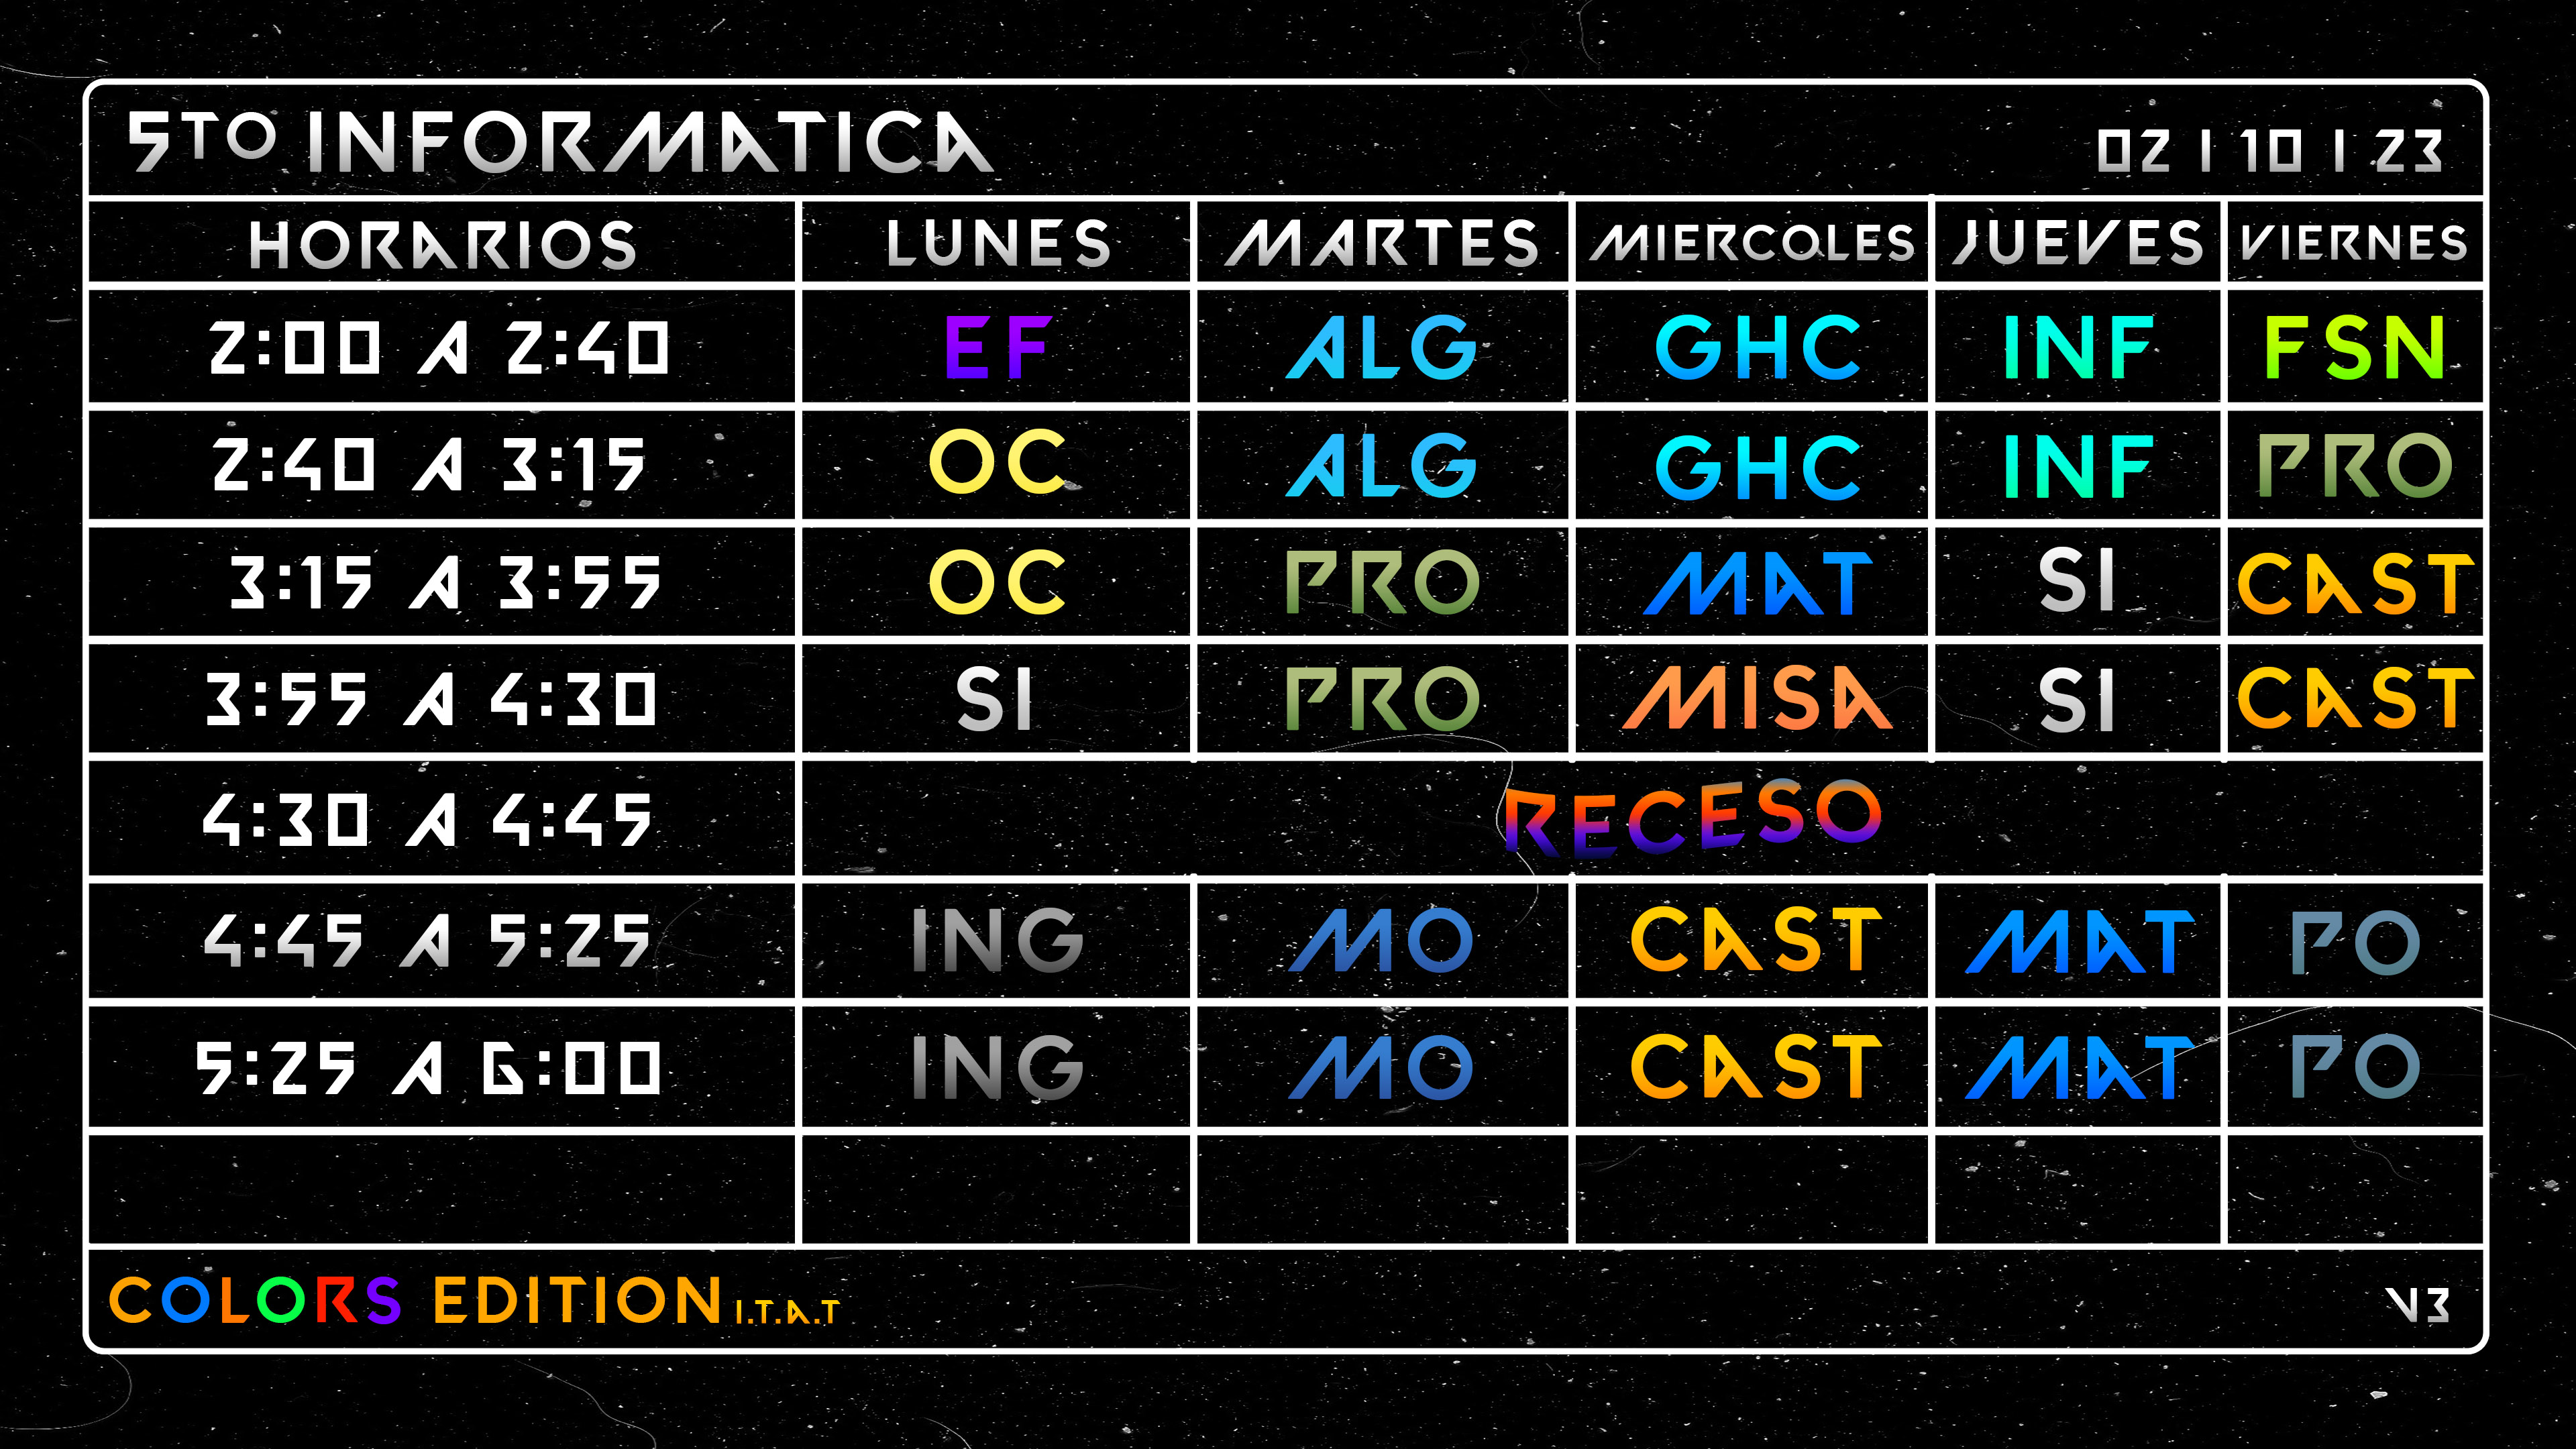 5TO INFORMATICA 02 | 10 | 23
HORARIOS LUNES MARTES MIERCOLES JUEVES VIERNES
2:00 A 2:40 EF ALG GHC INF FSN
2:40 A 3:15 OC ALG GHC INF PRO
3:15 A 3:55 OC PRO MAT SI CAST
3:55 A 4:30 SI PRO MISA SI CAST
4:30 A 4:45 RECESO
4:45 A 5:25 ING MO CAST MAT PO
5:25 A 6:00 ING MO CAST MAT PO
COLORS EDITION I.T.A.T V3